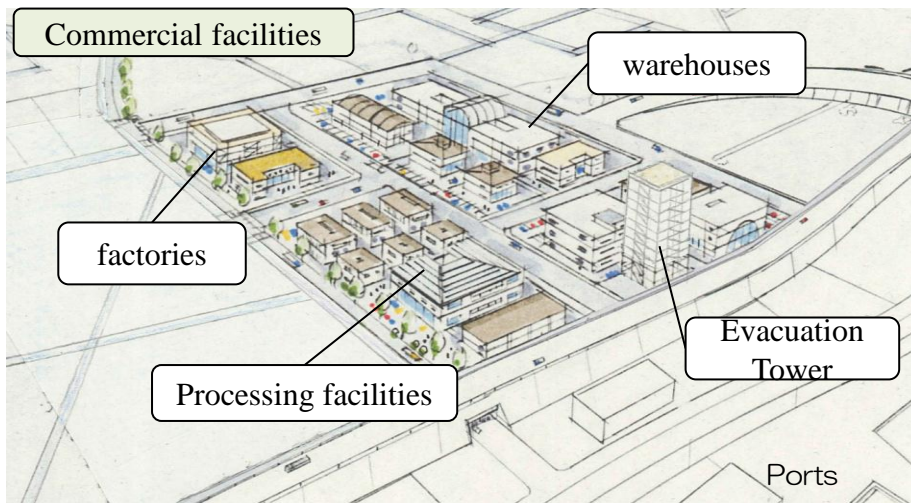 Commercial facilities
warehouses
factories
Evacuation
Tower
Processing facilities
Ports